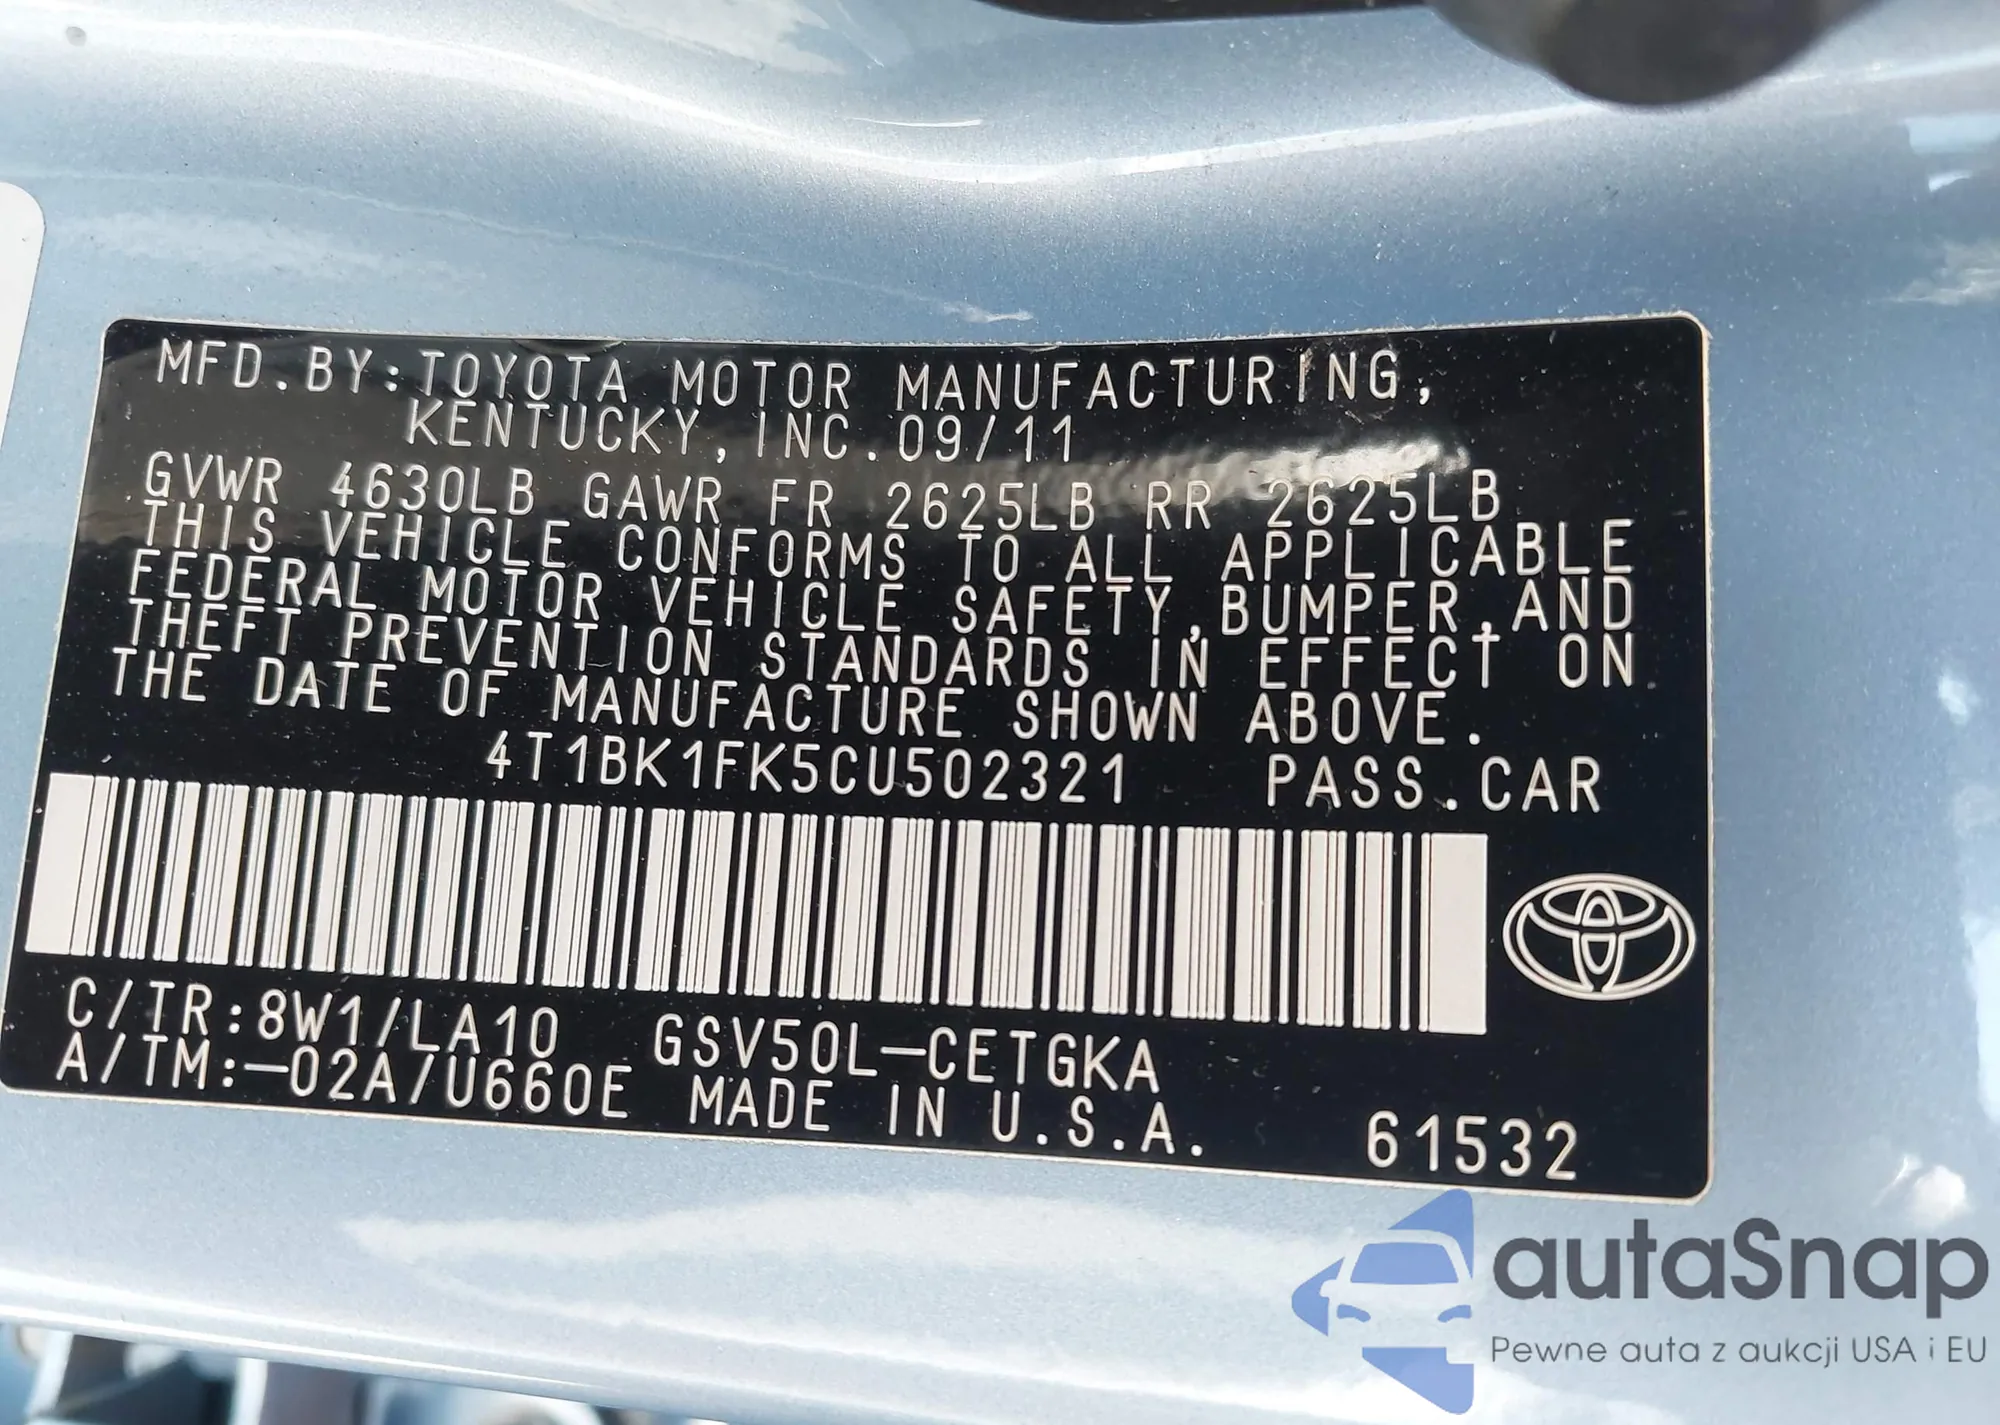 MFD.BY:TOYOTA MOTOR MANUFACTURING,
KENTUCKY,INC.09/11
GVWR 4630LB GAWR FR 2625LB RR 2625LB
THIS VEHICLE CONFORMS TO ALL APPLICABLE
FEDERAL MOTOR VEHICLE SAFETY,BUMPER,AND
THEFT PREVENTION STANDARDS IN EFFECT ON
THE DATE OF MANUFACTURE SHOWN ABOVE.
4T1BK1FK5CU502321 PASS.CAR
C/TR:8W1/LA10 GSV50L-CETGKA
A/TM:-02A/U660E MADE IN U.S.A. 61532
autaSnap
Pewne auta z aukcji USA i EU